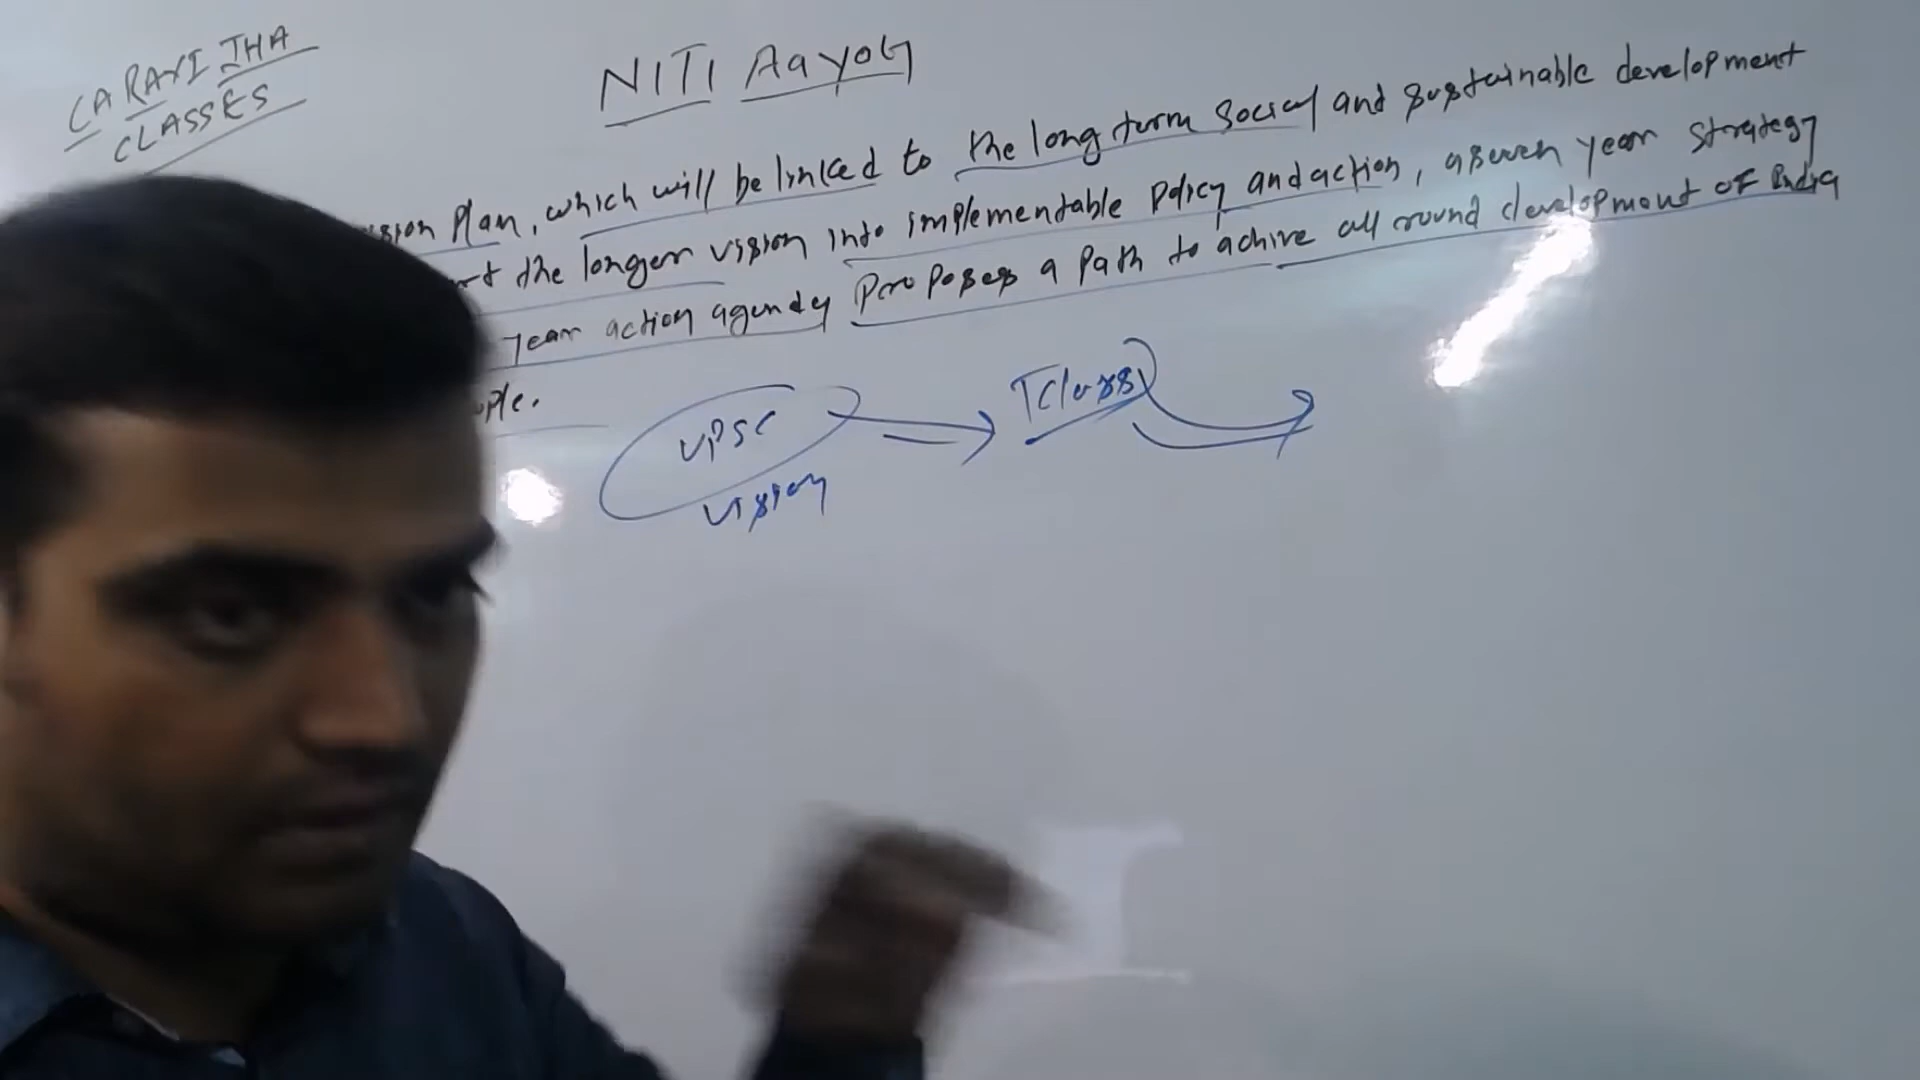 CA RAVI JHA
CLASSES
NITI AayoG
Plan, which will be linked to the long term social and sustainable development
the longer vision into implementable policy and action, a seven year strategy
year action agenda Proposes a path to achive all round development of India
UPSC
vision
Class